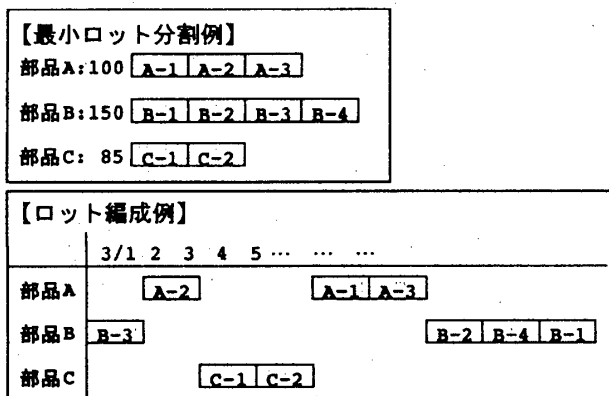 【最小ロット分割例】
部品A:100 A-1 A-2 A-3
部品B:150 B-1 B-2 B-3 B-4
部品C: 85 C-1 C-2
【ロット編成例】
3/1 2 3 4 5 … … …
部品A A-2 A-1 A-3
部品B B-3 B-2 B-4 B-1
部品C C-1 C-2